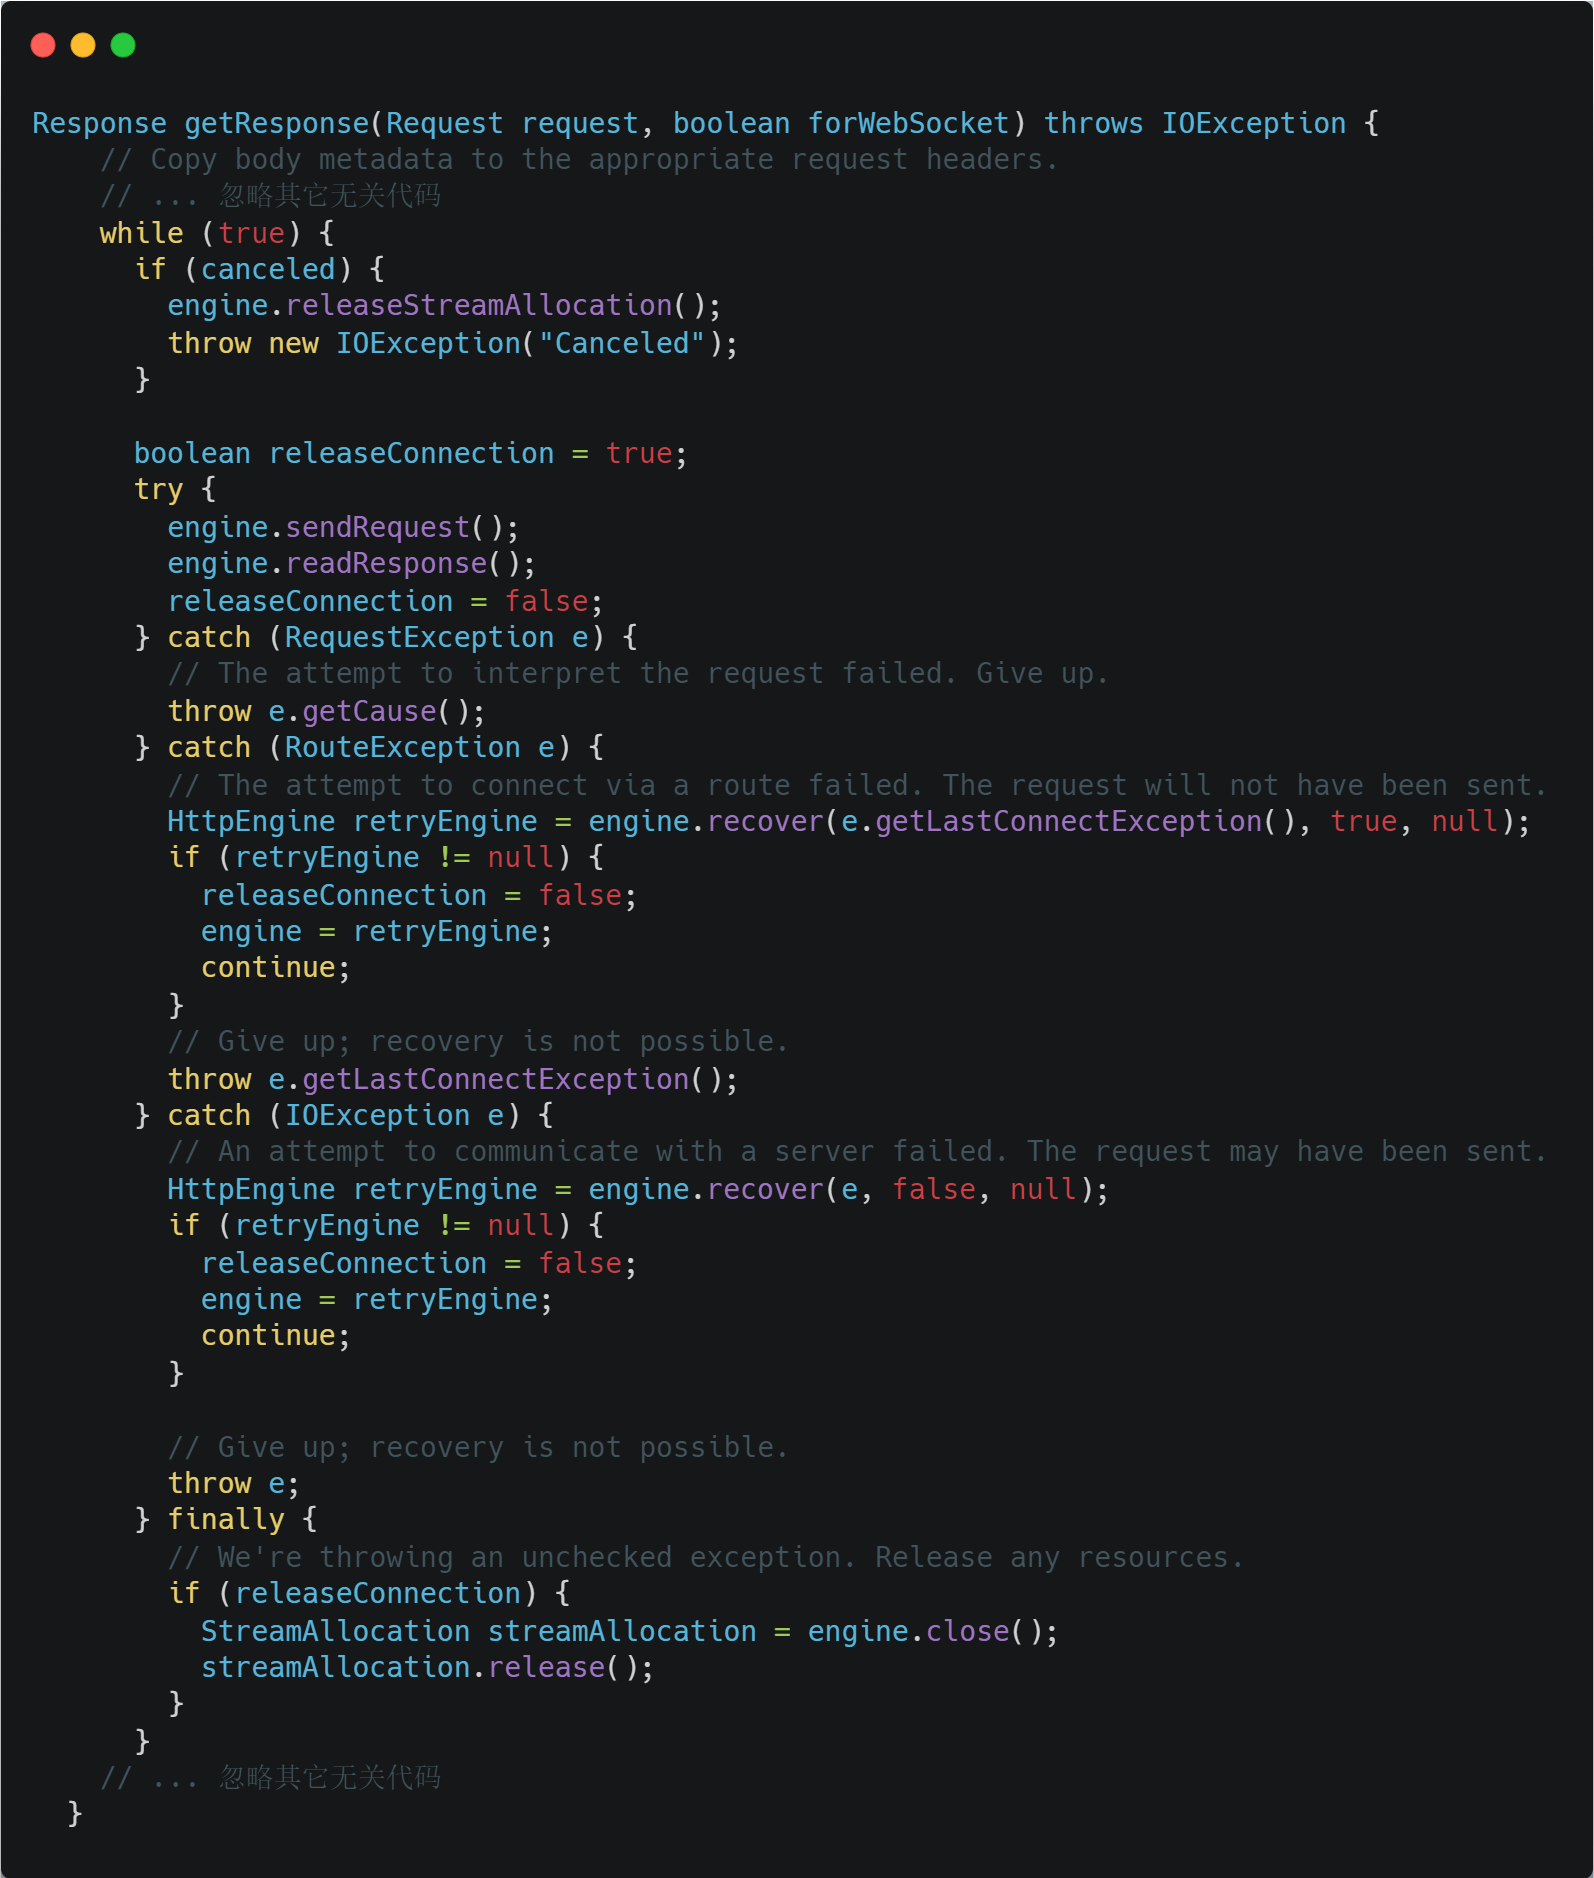 Response getResponse(Request request, boolean forWebSocket) throws IOException {
    // Copy body metadata to the appropriate request headers.
    // ... 忽略其它无关代码
    while (true) {
      if (canceled) {
        engine.releaseStreamAllocation();
        throw new IOException("Canceled");
      }

      boolean releaseConnection = true;
      try {
        engine.sendRequest();
        engine.readResponse();
        releaseConnection = false;
      } catch (RequestException e) {
        // The attempt to interpret the request failed. Give up.
        throw e.getCause();
      } catch (RouteException e) {
        // The attempt to connect via a route failed. The request will not have been sent.
        HttpEngine retryEngine = engine.recover(e.getLastConnectException(), true, null);
        if (retryEngine != null) {
          releaseConnection = false;
          engine = retryEngine;
          continue;
        }
        // Give up; recovery is not possible.
        throw e.getLastConnectException();
      } catch (IOException e) {
        // An attempt to communicate with a server failed. The request may have been sent.
        HttpEngine retryEngine = engine.recover(e, false, null);
        if (retryEngine != null) {
          releaseConnection = false;
          engine = retryEngine;
          continue;
        }

        // Give up; recovery is not possible.
        throw e;
      } finally {
        // We're throwing an unchecked exception. Release any resources.
        if (releaseConnection) {
          StreamAllocation streamAllocation = engine.close();
          streamAllocation.release();
        }
      }
    // ... 忽略其它无关代码
  }